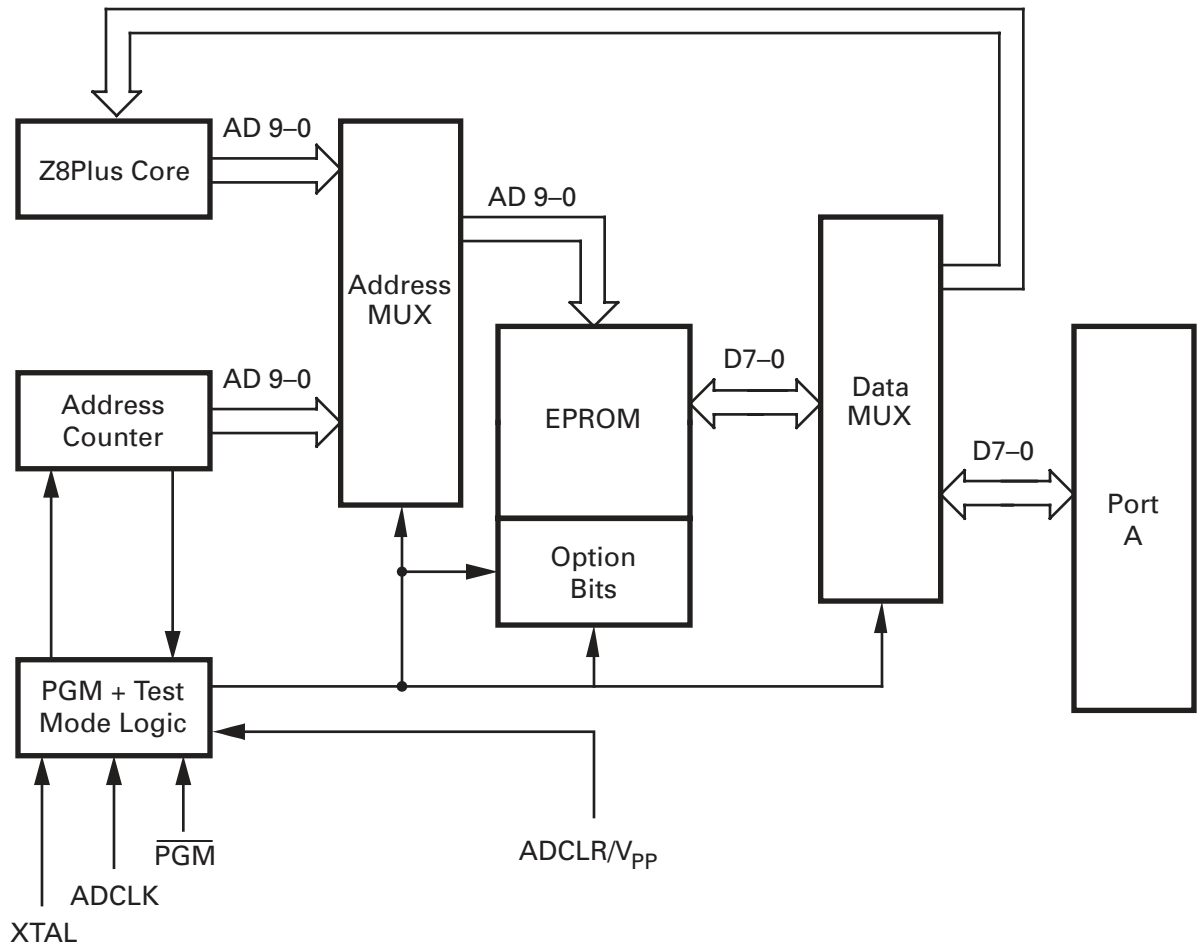 AD 9–0
Z8Plus Core
AD 9–0
Address
MUX
AD 9–0
Address
Counter
EPROM
D7–0
Data
MUX
D7–0
Port
A
Option
Bits
PGM + Test
Mode Logic
PGM
ADCLK
XTAL
ADCLR/VPP